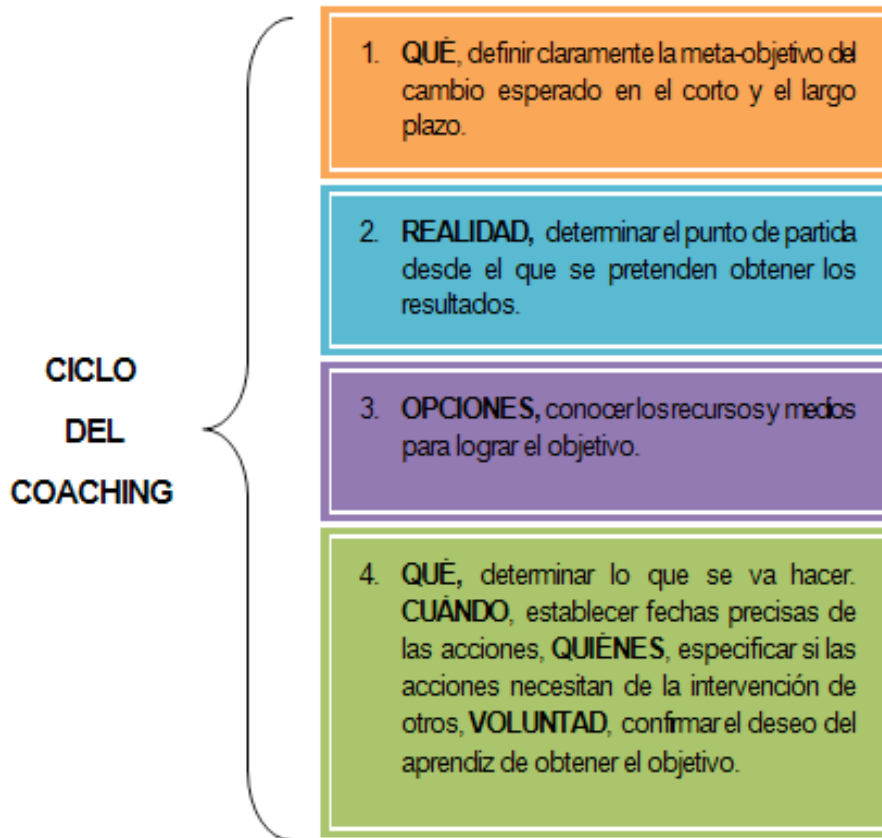 CICLO
DEL
COACHING
1. QUÉ, definir claramente la meta-objetivo del
cambio esperado en el corto y el largo
plazo.
2. REALIDAD, determinar el punto de partida
desde el que se pretenden obtener los
resultados.
3. OPCIONES, conocer los recursos y medios
para lograr el objetivo.
4. QUÉ, determinar lo que se va hacer.
CUÁNDO, establecer fechas precisas de
las acciones, QUIÉNES, especificar si las
acciones necesitan de la intervención de
otros, VOLUNTAD, confirmar el deseo del
aprendiz de obtener el objetivo.